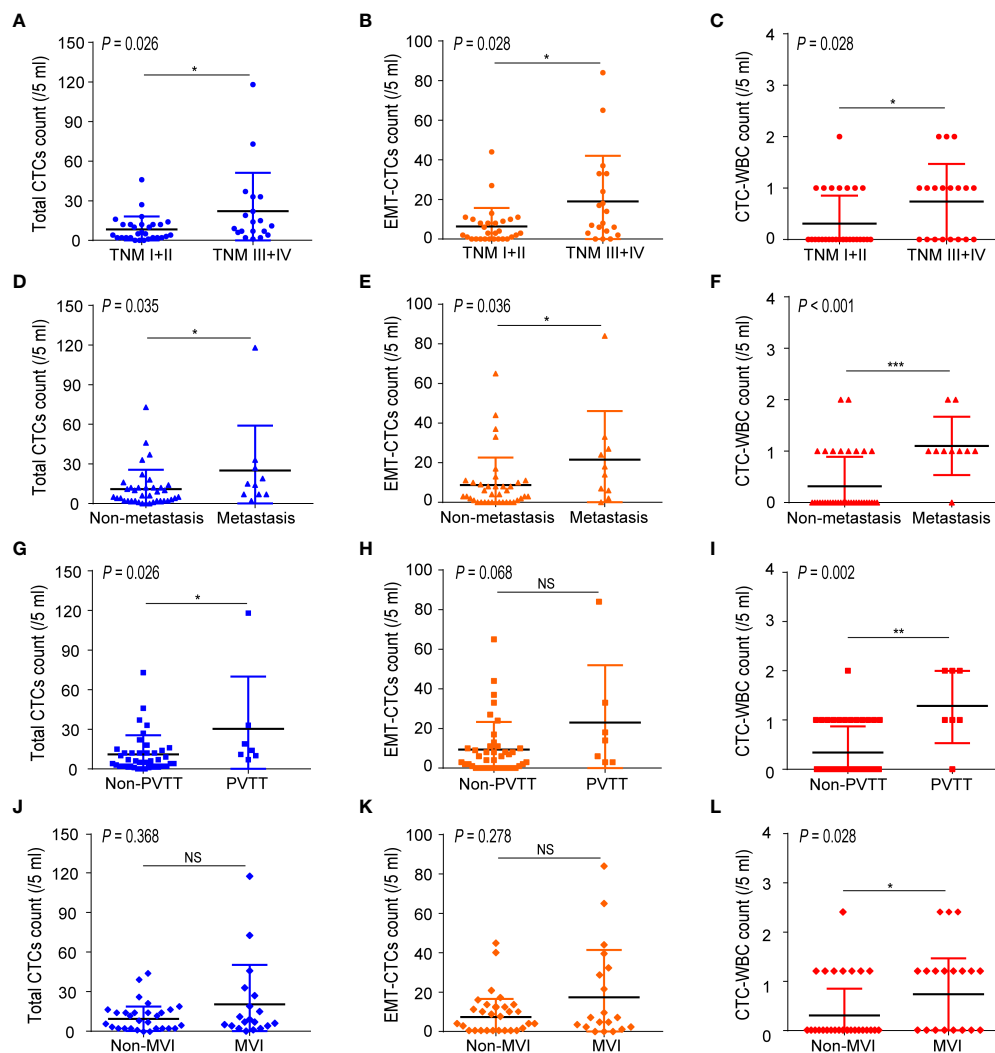 A
P = 0.026
*
Total CTCs count (/5 ml)
150
120
90
60
30
0
TNM I+II
TNM III+IV
B
P = 0.028
*
EMT-CTCs count (/5 ml)
100
80
60
40
20
0
TNM I+II
TNM III+IV
C
P = 0.028
*
CTC-WBC count (/5 ml)
4
3
2
1
0
TNM I+II
TNM III+IV
D
P = 0.035
*
Total CTCs count (/5 ml)
150
120
90
60
30
0
Non-metastasis
Metastasis
E
P = 0.036
*
EMT-CTCs count (/5 ml)
100
80
60
40
20
0
Non-metastasis
Metastasis
F
P < 0.001
***
CTC-WBC count (/5 ml)
4
3
2
1
0
Non-metastasis
Metastasis
G
P = 0.026
*
Total CTCs count (/5 ml)
150
120
90
60
30
0
Non-PVTT
PVTT
H
P = 0.068
NS
EMT-CTCs count (/5 ml)
100
80
60
40
20
0
Non-PVTT
PVTT
I
P = 0.002
**
CTC-WBC count (/5 ml)
4
3
2
1
0
Non-PVTT
PVTT
J
P = 0.368
NS
Total CTCs count (/5 ml)
150
120
90
60
30
0
Non-MVI
MVI
K
P = 0.278
NS
EMT-CTCs count (/5 ml)
100
80
60
40
20
0
Non-MVI
MVI
L
P = 0.028
*
CTC-WBC count (/5 ml)
4
3
2
1
0
Non-MVI
MVI